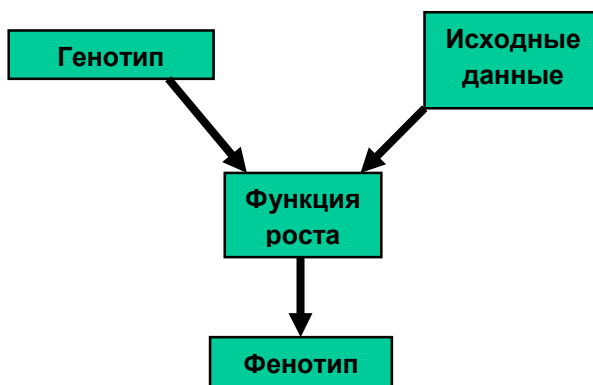 Генотип
Исходные
данные
Функция
роста
Фенотип